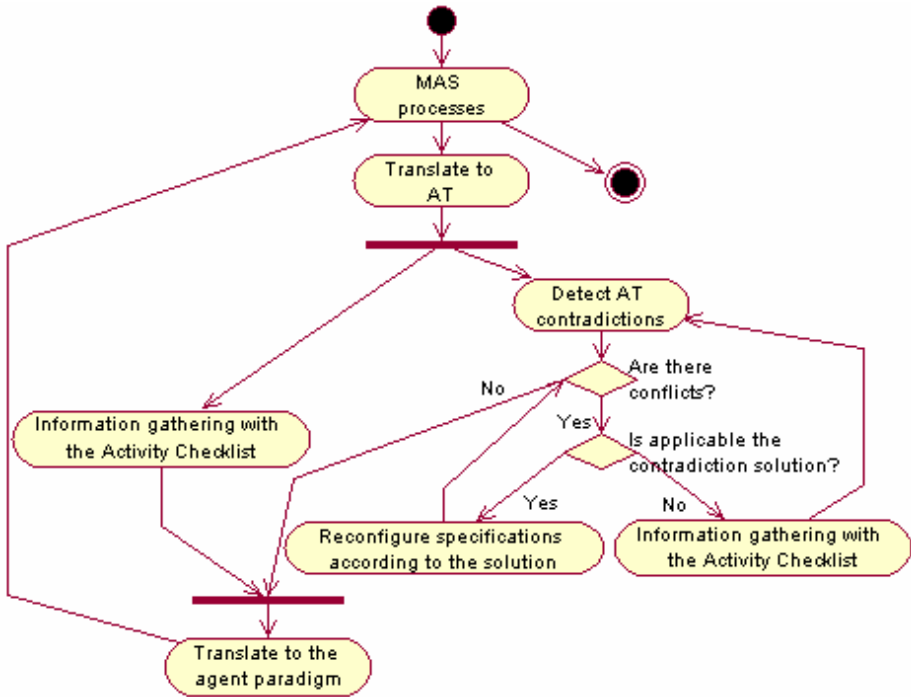 MAS
processes
Translate to
AT
Detect AT
contradictions
Are there
conflicts?
No
Yes
Information gathering with
the Activity Checklist
Is applicable the
contradiction solution?
Yes
No
Reconfigure specifications
according to the solution
Information gathering with
the Activity Checklist
Translate to the
agent paradigm